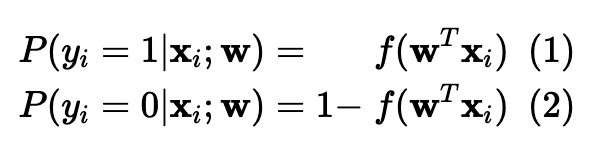 P(yᵢ = 1|𝐱ᵢ; 𝐰) = f(𝐰ᵀ𝐱ᵢ) (1)
P(yᵢ = 0|𝐱ᵢ; 𝐰) = 1− f(𝐰ᵀ𝐱ᵢ) (2)